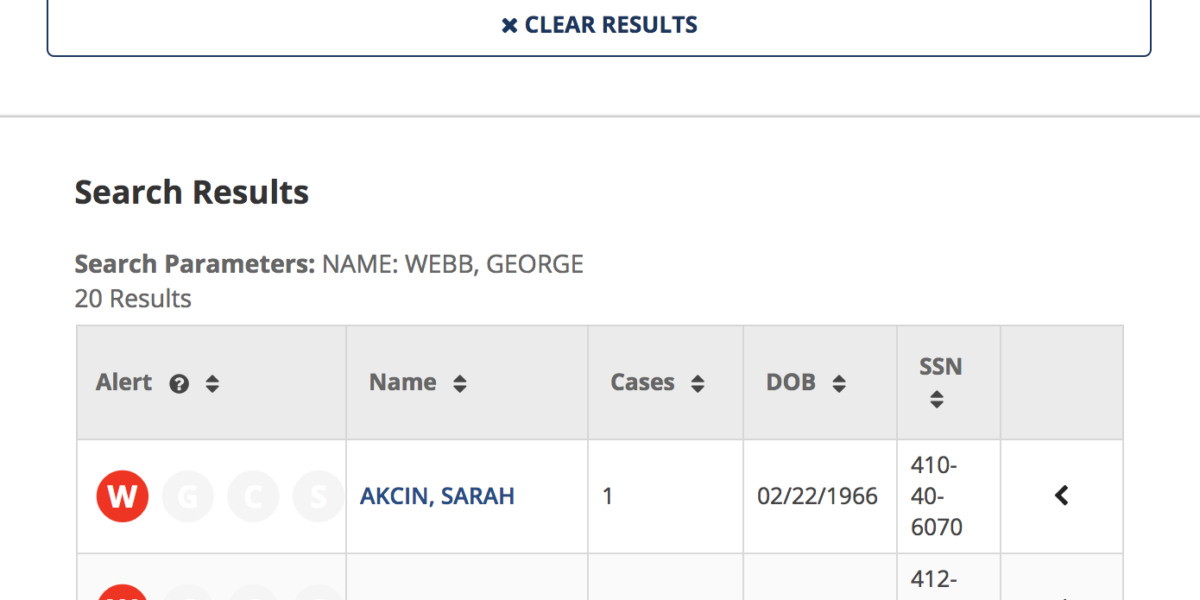 ✖ CLEAR RESULTS
Search Results
Search Parameters: NAME: WEBB, GEORGE
20 Results
Alert ? Name Cases DOB SSN
W G C S AKCIN, SARAH 1 02/22/1966 410-
40-
6070
412-